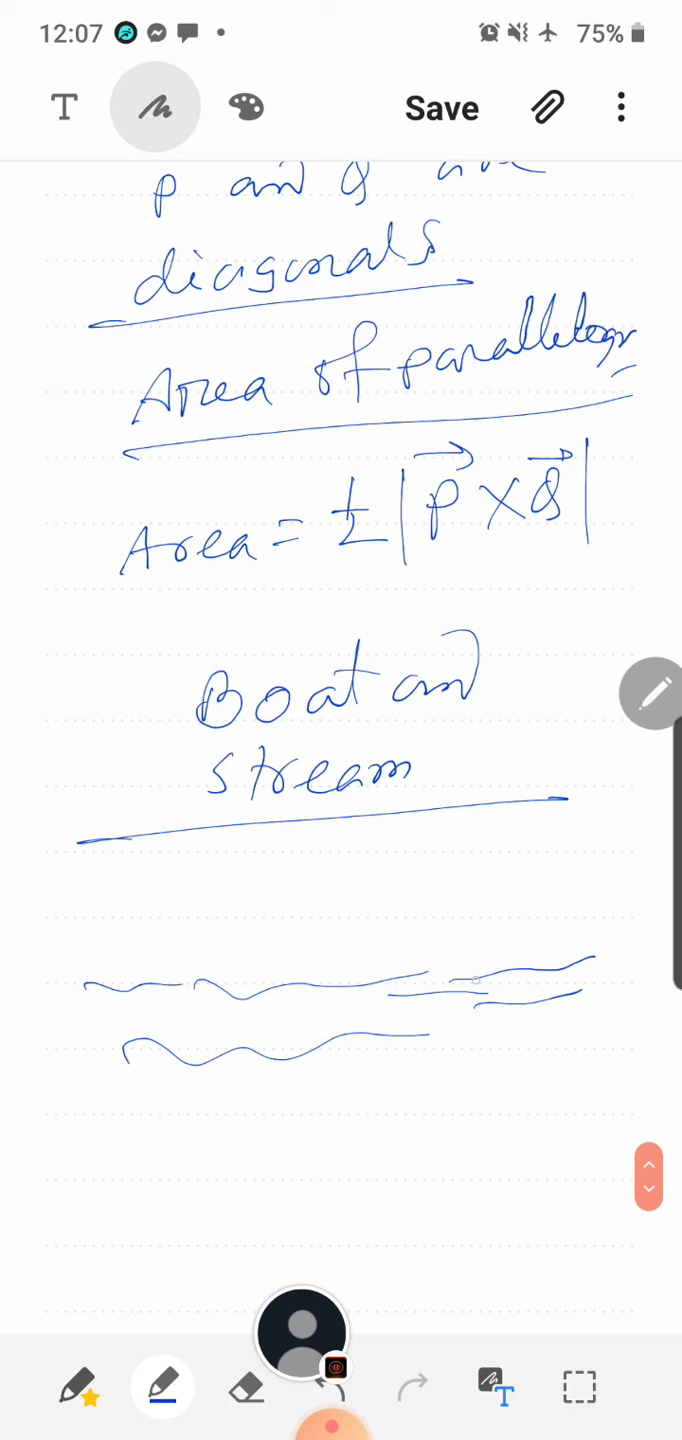 12:07
75%
T
Save
P and Q are
diagonals
Area of parallelogr
Area = ½ |P⃗ × Q⃗|
Boat and
stream